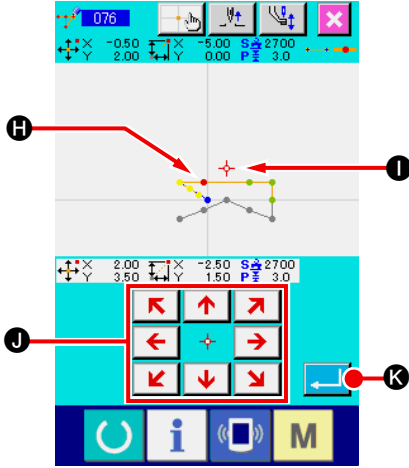 076
X -0.50 X -5.00 S 2700
Y 2.00 Y 0.00 P 3.0
H
I
X 2.00 X -2.50 S 2700
Y 3.50 Y 1.50 P 3.0
J
K
i M